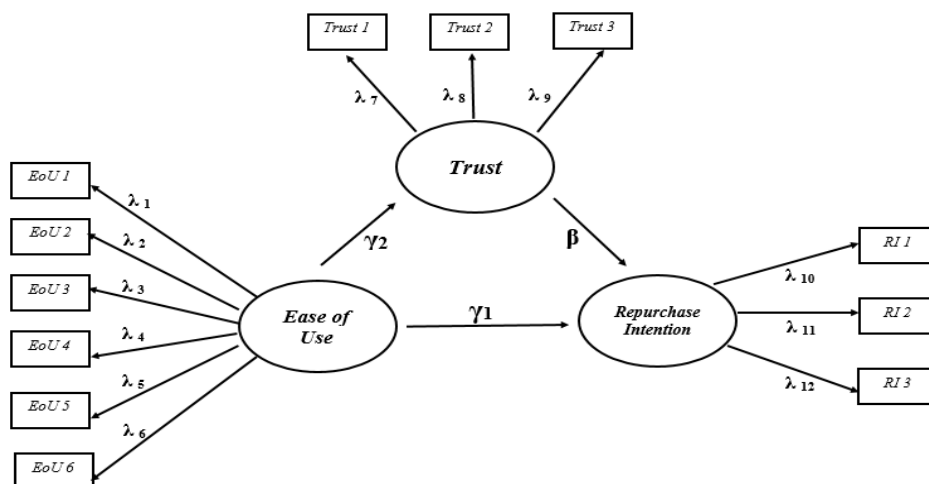 Trust 1
Trust 2
Trust 3
λ 7
λ 8
λ 9
Trust
EoU 1
EoU 2
EoU 3
EoU 4
EoU 5
EoU 6
λ 1
λ 2
λ 3
λ 4
λ 5
λ 6
γ2
β
Ease of
Use
γ1
Repurchase
Intention
λ 10
λ 11
λ 12
RI 1
RI 2
RI 3